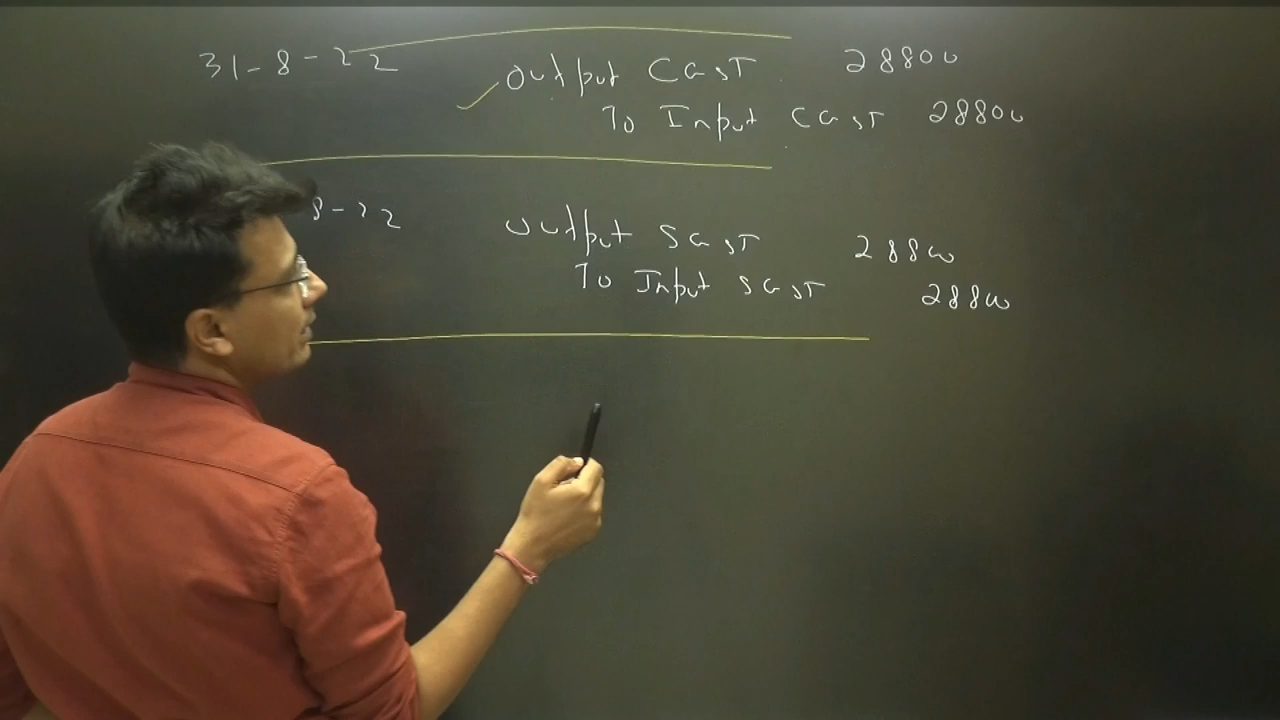 31-8-22 Output CGST 28800
To Input CGST 28800
8-22 Output SGST 28800
To Input SGST 28800